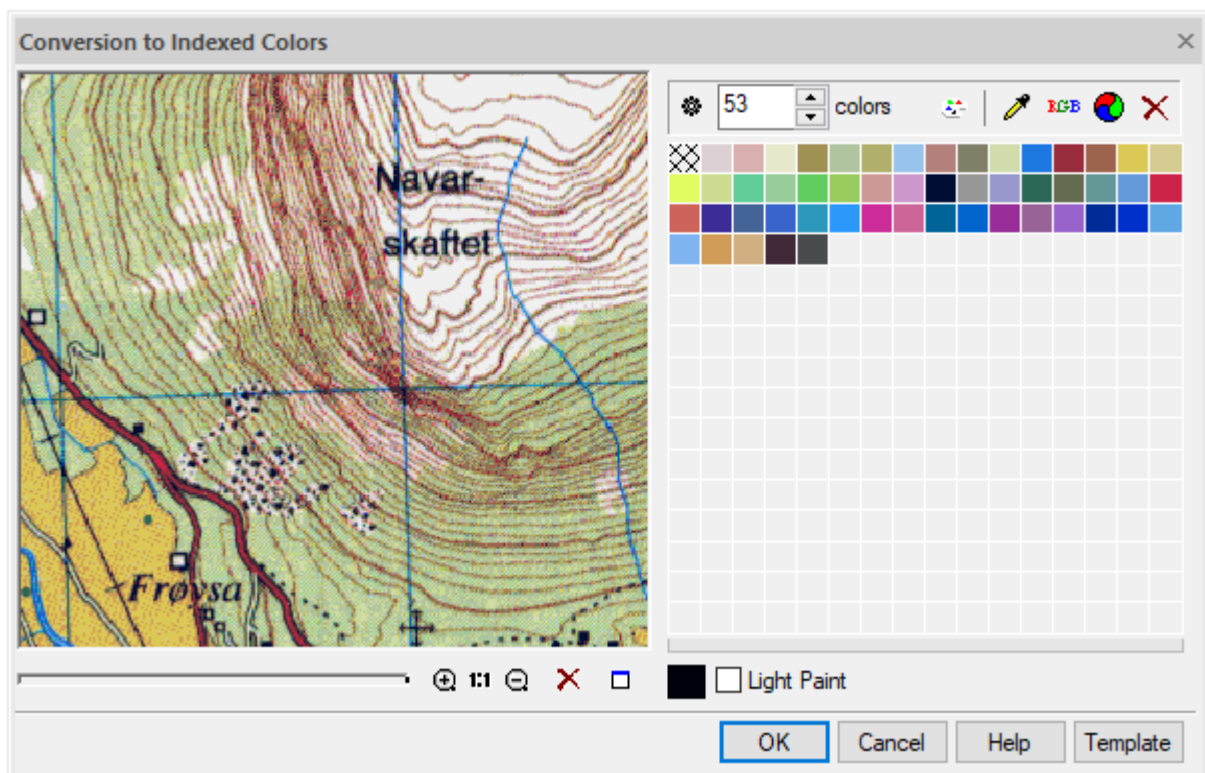 Conversion to Indexed Colors
53 colors RGB
Navar-
skaftet
Frøysa
1:1
Light Paint
OK Cancel Help Template